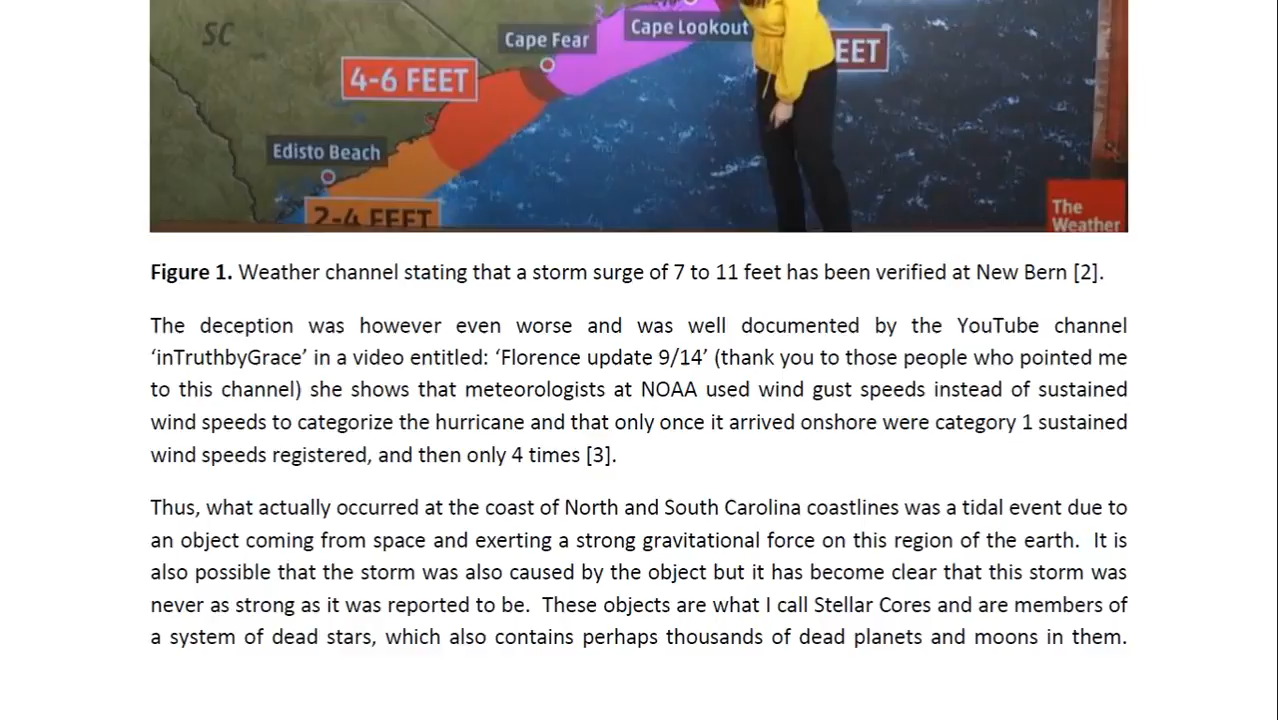 SC
Cape Fear
Cape Lookout
4-6 FEET
EET
Edisto Beach
2-4 FEET
The
Weather
Figure 1. Weather channel stating that a storm surge of 7 to 11 feet has been verified at New Bern [2].
The deception was however even worse and was well documented by the YouTube channel
‘inTruthbyGrace’ in a video entitled: ‘Florence update 9/14’ (thank you to those people who pointed me
to this channel) she shows that meteorologists at NOAA used wind gust speeds instead of sustained
wind speeds to categorize the hurricane and that only once it arrived onshore were category 1 sustained
wind speeds registered, and then only 4 times [3].
Thus, what actually occurred at the coast of North and South Carolina coastlines was a tidal event due to
an object coming from space and exerting a strong gravitational force on this region of the earth.  It is
also possible that the storm was also caused by the object but it has become clear that this storm was
never as strong as it was reported to be.  These objects are what I call Stellar Cores and are members of
a system of dead stars, which also contains perhaps thousands of dead planets and moons in them.